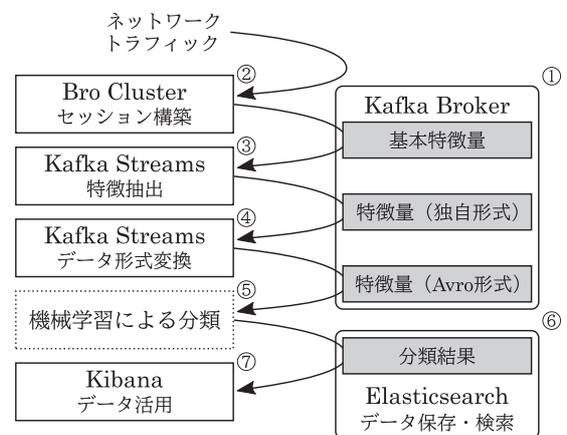 ネットワーク
トラフィック
①
②
Bro Cluster
セッション構築
Kafka Broker
基本特徴量
③
Kafka Streams
特徴抽出
特徴量（独自形式）
④
Kafka Streams
データ形式変換
特徴量（Avro形式）
⑤
機械学習による分類
⑥
分類結果
⑦
Kibana
データ活用
Elasticsearch
データ保存・検索